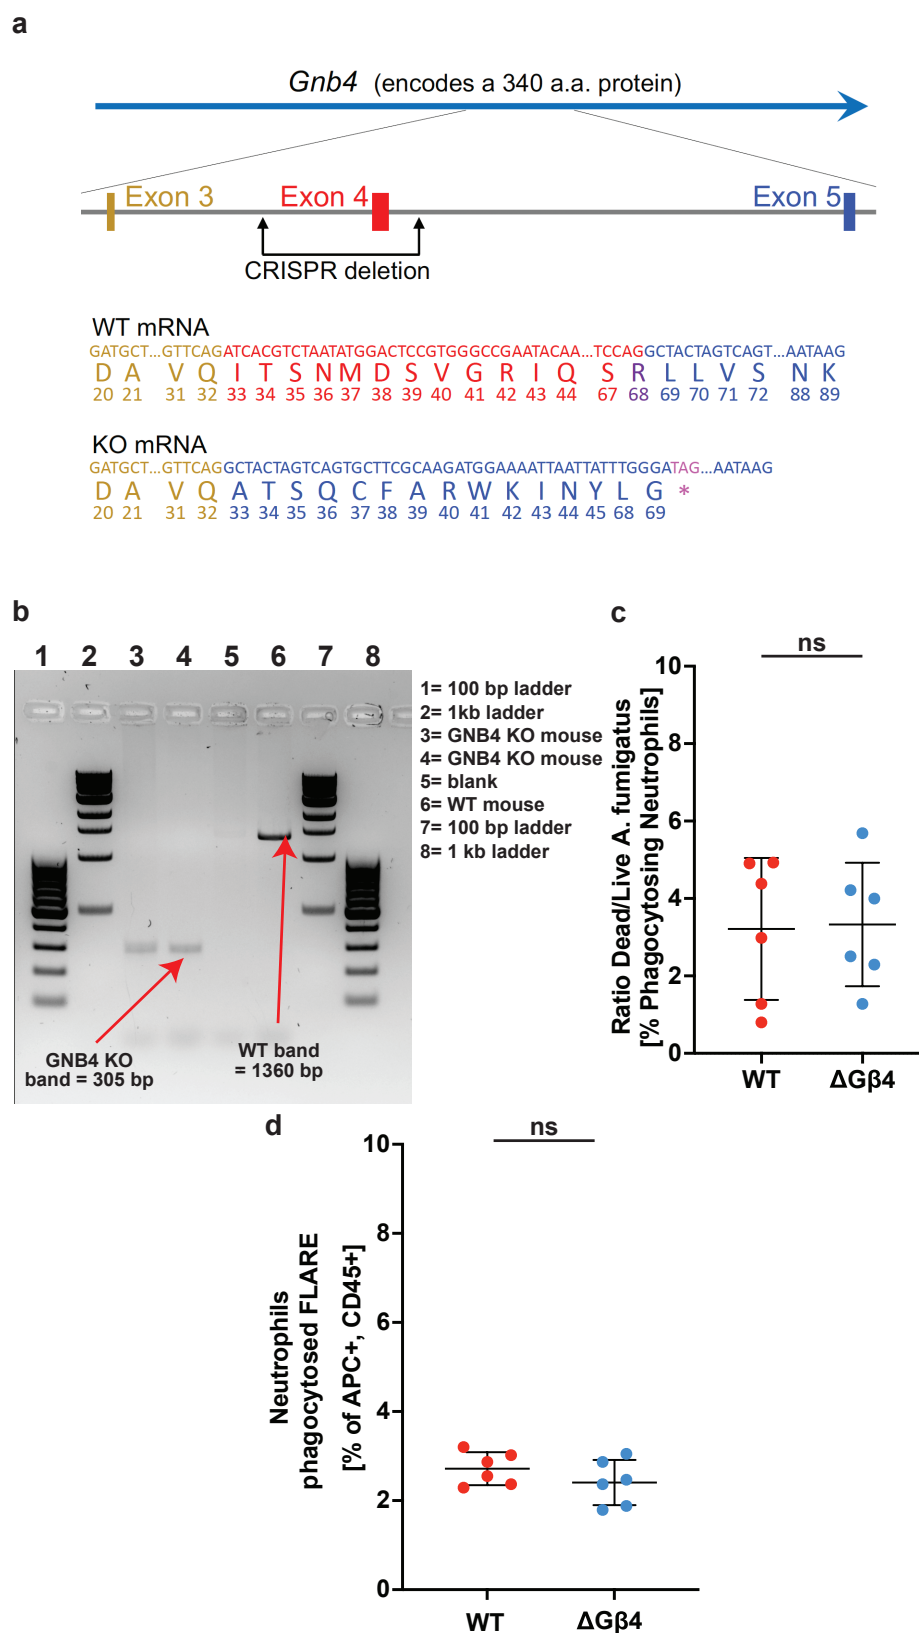 a
Gnb4 (encodes a 340 a.a. protein)
Exon 3
Exon 4
Exon 5
CRISPR deletion
WT mRNA
GATGCT...GTTCAGATCACGTCTAATATGGACTCCGTGGGCCGAATACAA...TCCAGGCTACTAGTCAGT...AATAAG
D A V Q I T S N M D S V G R I Q S R L L V S N K
20 21 31 32 33 34 35 36 37 38 39 40 41 42 43 44 67 68 69 70 71 72 88 89
KO mRNA
GATGCT...GTTCAGGCTACTAGTCAGTGCTTCGCAAGATGGAAAATTAATTATTTGGGATAG...AATAAG
D A V Q A T S Q C F A R W K I N Y L G *
20 21 31 32 33 34 35 36 37 38 39 40 41 42 43 44 45 68 69
b
1 2 3 4 5 6 7 8
1= 100 bp ladder
2= 1kb ladder
3= GNB4 KO mouse
4= GNB4 KO mouse
5= blank
6= WT mouse
7= 100 bp ladder
8= 1 kb ladder
GNB4 KO
band = 305 bp
WT band
= 1360 bp
c
ns
Ratio Dead/Live A. fumigatus
[% Phagocytosing Neutrophils]
10
8
6
4
2
0
WT
ΔGβ4
d
ns
Neutrophils
phagocytosed FLARE
[% of APC+, CD45+]
10
8
6
4
2
0
WT
ΔGβ4